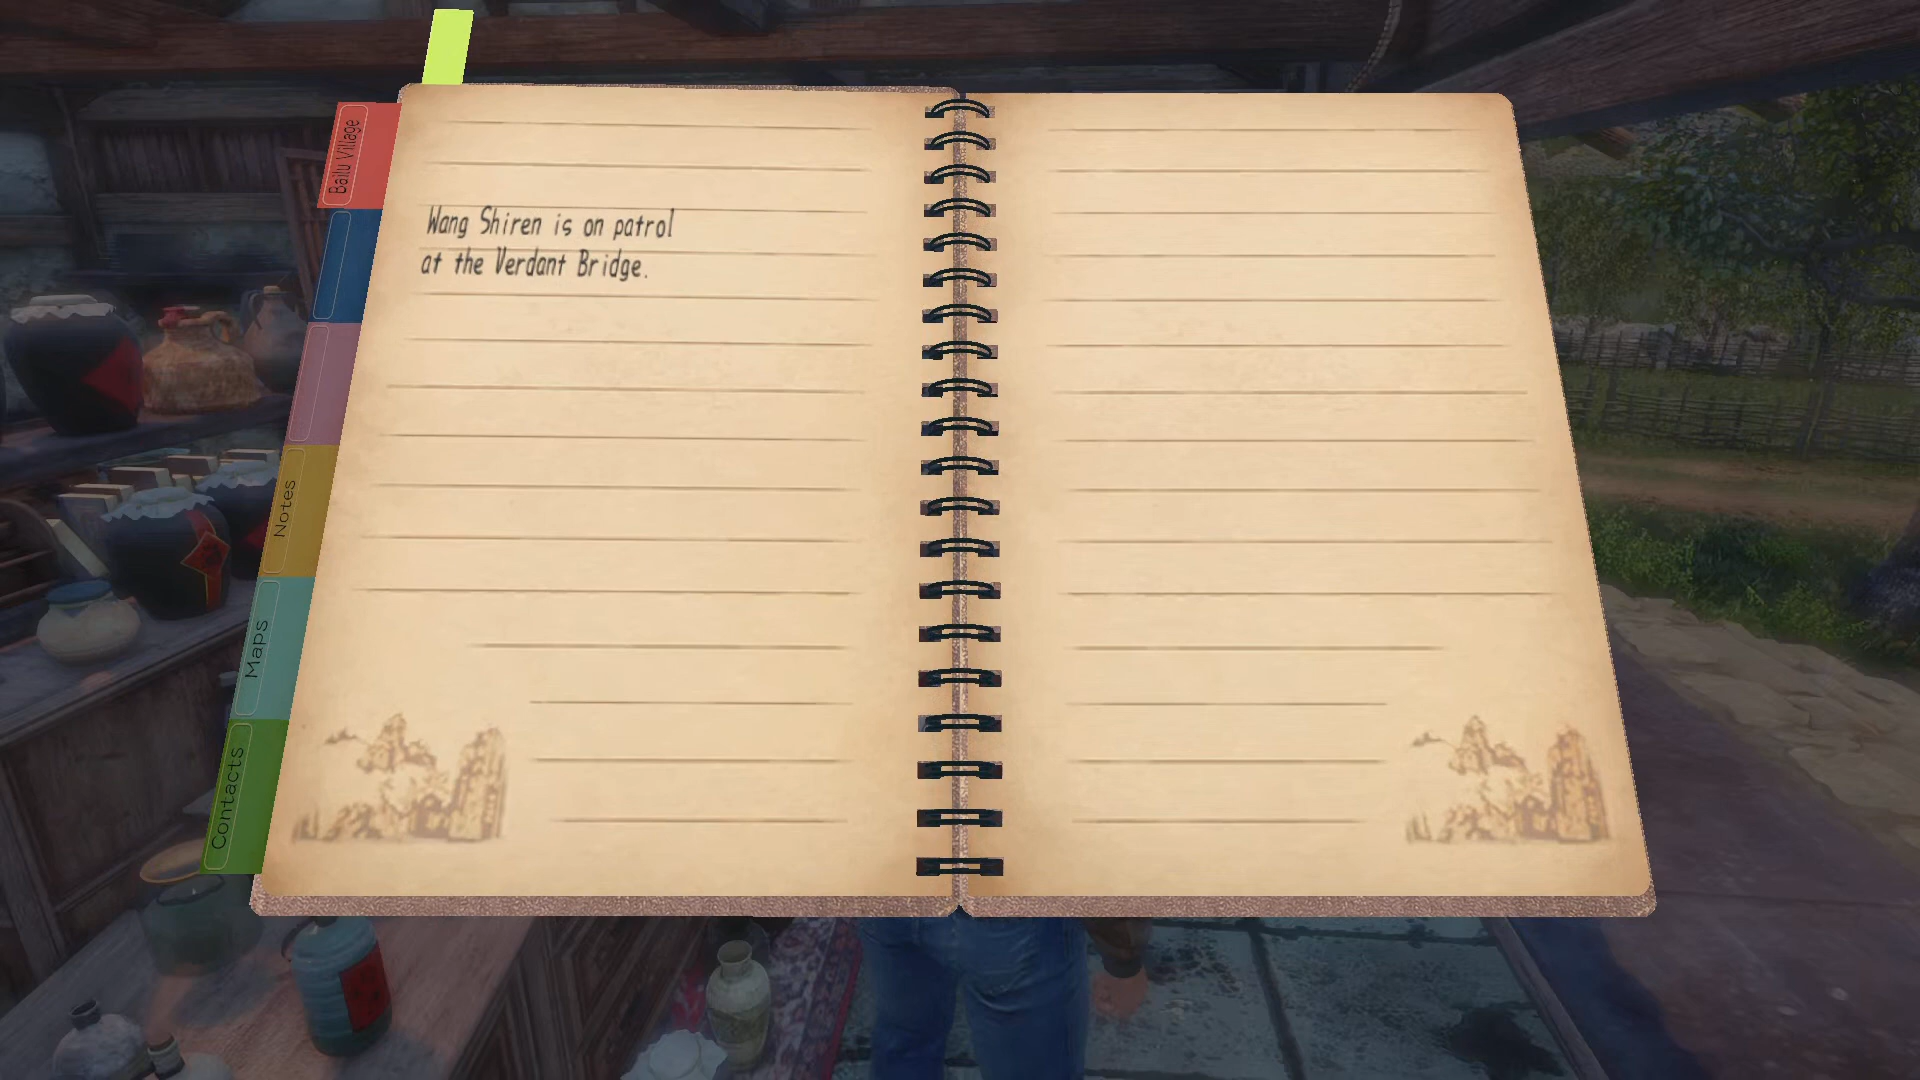 Bailu Village
Wang Shiren is on patrol
at the Verdant Bridge.
Notes
Maps
Contacts